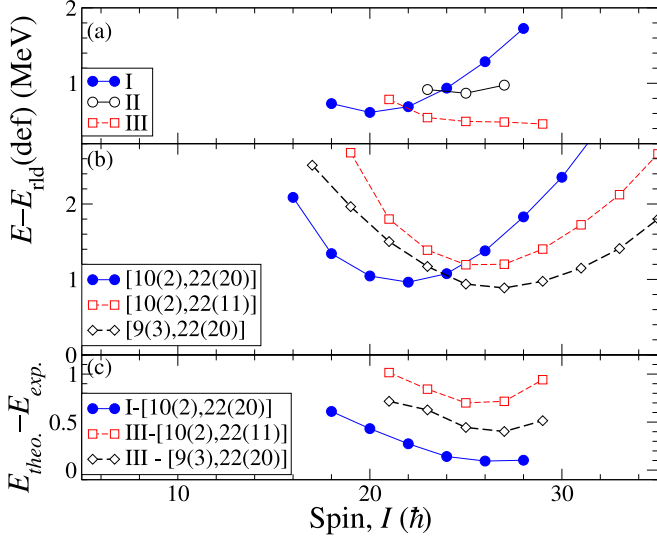 2
(a)
1
I
II
III
E–E_rld(def) (MeV)
(b)
2
1
[10(2),22(20)]
[10(2),22(11)]
[9(3),22(20)]
0
(c)
1
0.5
0
I-[10(2),22(20)]
III-[10(2),22(11)]
III - [9(3),22(20)]
E_theo. –E_exp.
10 20 30
Spin, I (ħ)